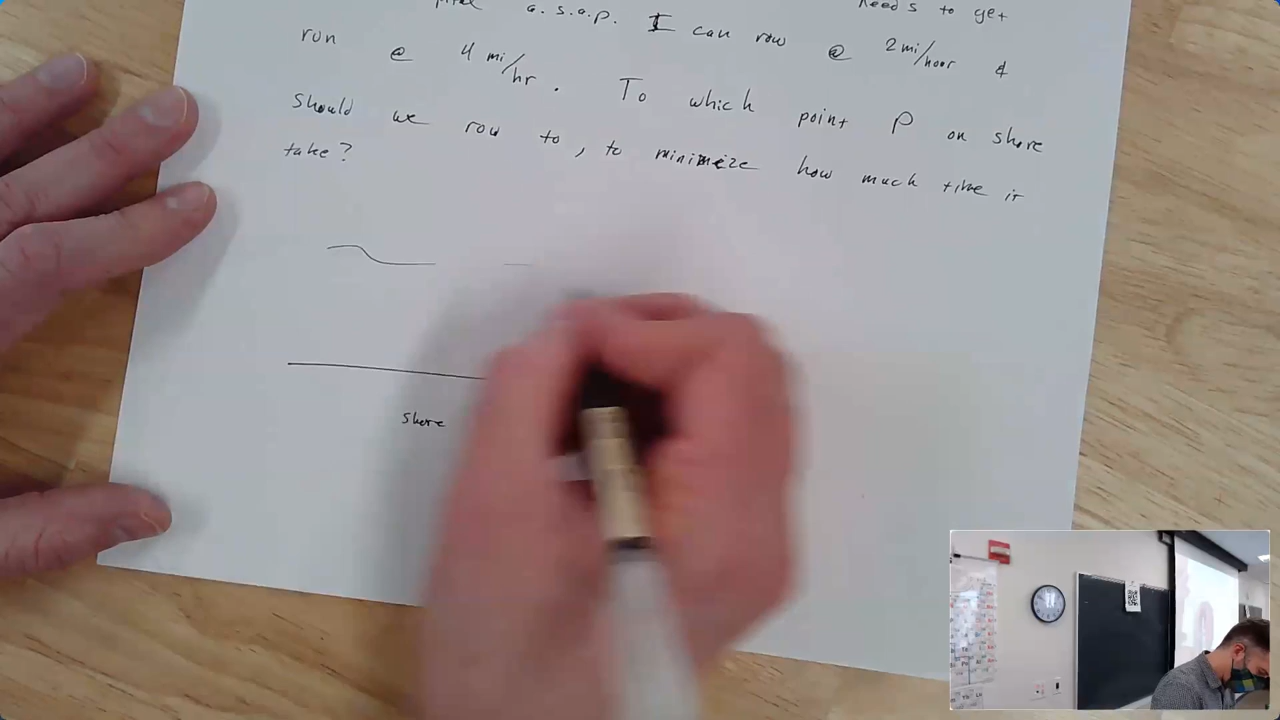 needs to get
a.s.a.p. I can row @ 2 mi/hour &
run @ 4 mi/hr. To which point P on shore
should we row to, to minimize how much time it
take?
shore